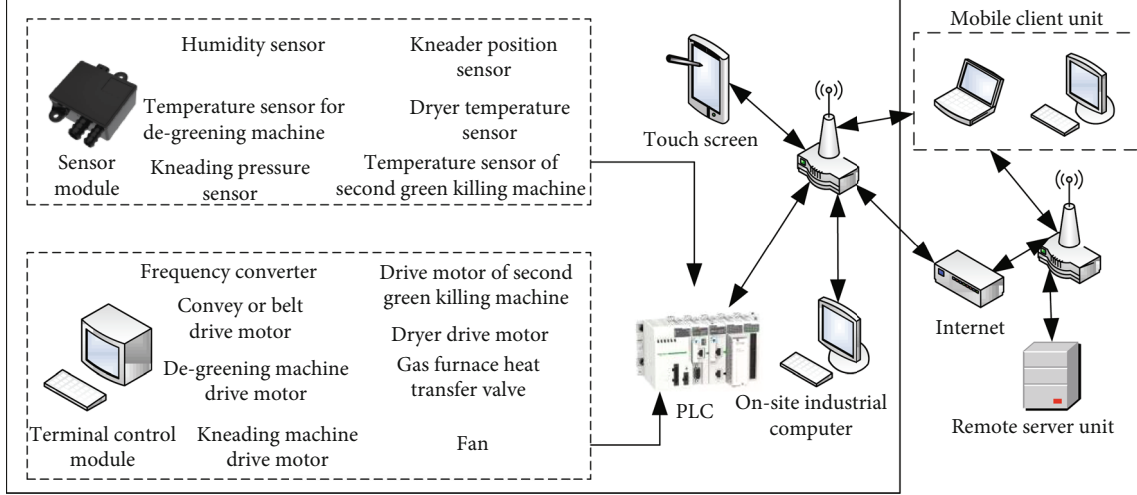 Humidity sensor
Kneader position
sensor
Temperature sensor for
de-greening machine
Dryer temperature
sensor
Sensor
module
Kneading pressure
sensor
Temperature sensor of
second green killing machine
Frequency converter
Drive motor of second
green killing machine
Convey or belt
drive motor
Dryer drive motor
De-greening machine
drive motor
Gas furnace heat
transfer valve
Terminal control
module
Kneading machine
drive motor
Fan
Touch screen
PLC
On-site industrial
computer
Mobile client unit
Internet
Remote server unit